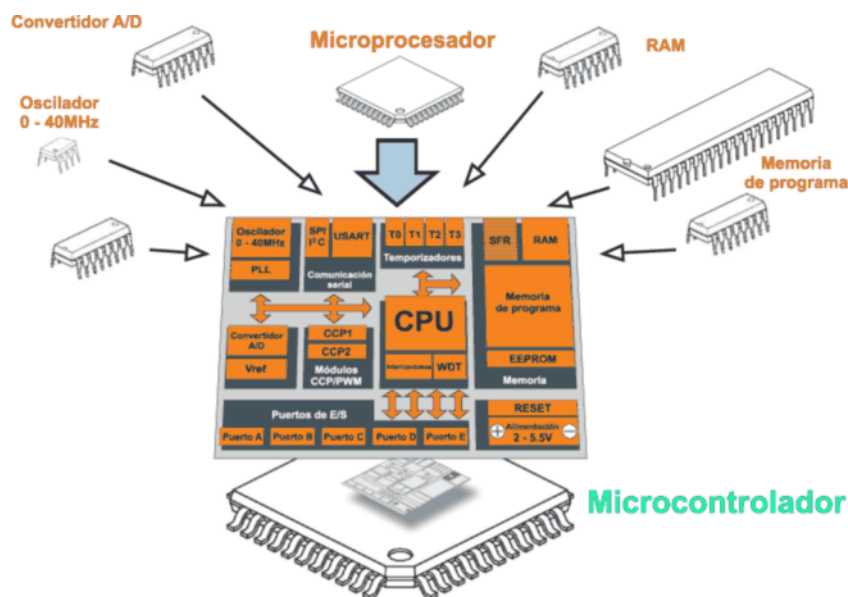 Convertidor A/D
Microprocesador
RAM
Oscilador
0 - 40MHz
Memoria
de programa
Oscilador
0 - 40MHz
PLL
SPI
I²C
USART
Comunicación
serial
T0 T1 T2 T3
Temporizadores
SFR
RAM
Memoria
de programa
EEPROM
Memoria
Convertidor
A/D
Vref
CCP1
CCP2
Módulos
CCP/PWM
CPU
Interrupciones
WDT
Puertos de E/S
Puerto A Puerto B Puerto C Puerto D Puerto E
RESET
Alimentación
2 - 5.5V
Microcontrolador